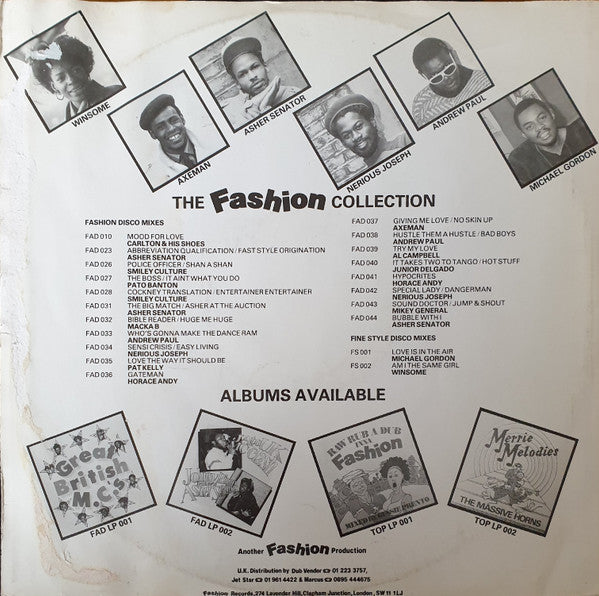 WINSOME
AXEMAN
ASHER SENATOR
NERIOUS JOSEPH
ANDREW PAUL
MICHAEL GORDON
THE Fashion COLLECTION
FASHION DISCO MIXES
FAD 010 MOOD FOR LOVE
CARLTON & HIS SHOES
FAD 023 ABBREVIATION QUALIFICATION / FAST STYLE ORIGINATION
ASHER SENATOR
FAD 026 POLICE OFFICER / SHAN A SHAN
SMILEY CULTURE
FAD 027 THE BOSS / IT AINT WHAT YOU DO
PATO BANTON
FAD 028 COCKNEY TRANSLATION / ENTERTAINER ENTERTAINER
SMILEY CULTURE
FAD 031 THE BIG MATCH / ASHER AT THE AUCTION
ASHER SENATOR
FAD 032 BIBLE READER / HUGE ME HUGE
MACKA B
FAD 033 WHO'S GONNA MAKE THE DANCE RAM
ANDREW PAUL
FAD 034 SENSI CRISIS / EASY LIVING
NERIOUS JOSEPH
FAD 035 LOVE THE WAY IT SHOULD BE
PAT KELLY
FAD 036 GATEMAN
HORACE ANDY
FAD 037 GIVING ME LOVE / NO SKIN UP
AXEMAN
FAD 038 HUSTLE THEM A HUSTLE / BAD BOYS
ANDREW PAUL
FAD 039 TRY MY LOVE
AL CAMPBELL
FAD 040 IT TAKES TWO TO TANGO / HOT STUFF
JUNIOR DELGADO
FAD 041 HYPOCRITES
HORACE ANDY
FAD 042 SPECIAL LADY / DANGERMAN
NERIOUS JOSEPH
FAD 043 SOUND DOCTOR / JUMP & SHOUT
MIKEY GENERAL
FAD 044 BUBBLE WITH I
ASHER SENATOR
FINE STYLE DISCO MIXES
FS 001 LOVE IS IN THE AIR
MICHAEL GORDON
FS 002 AM I THE SAME GIRL
WINSOME
ALBUMS AVAILABLE
Great
British
M.C's
FAD LP 001
FAD LP 002
RAW RUB A DUB
INNA
Fashion
TOP LP 001
Merrie
Melodies
THE MASSIVE HORNS
TOP LP 002
Another Fashion Production
U.K. Distribution by Dub Vender 01 223 3757,
Jet Star 01 961 4422 & Marcus 0895 444675
Fashion Records, 274 Lavender Hill, Clapham Junction, London, SW 11 1LJ